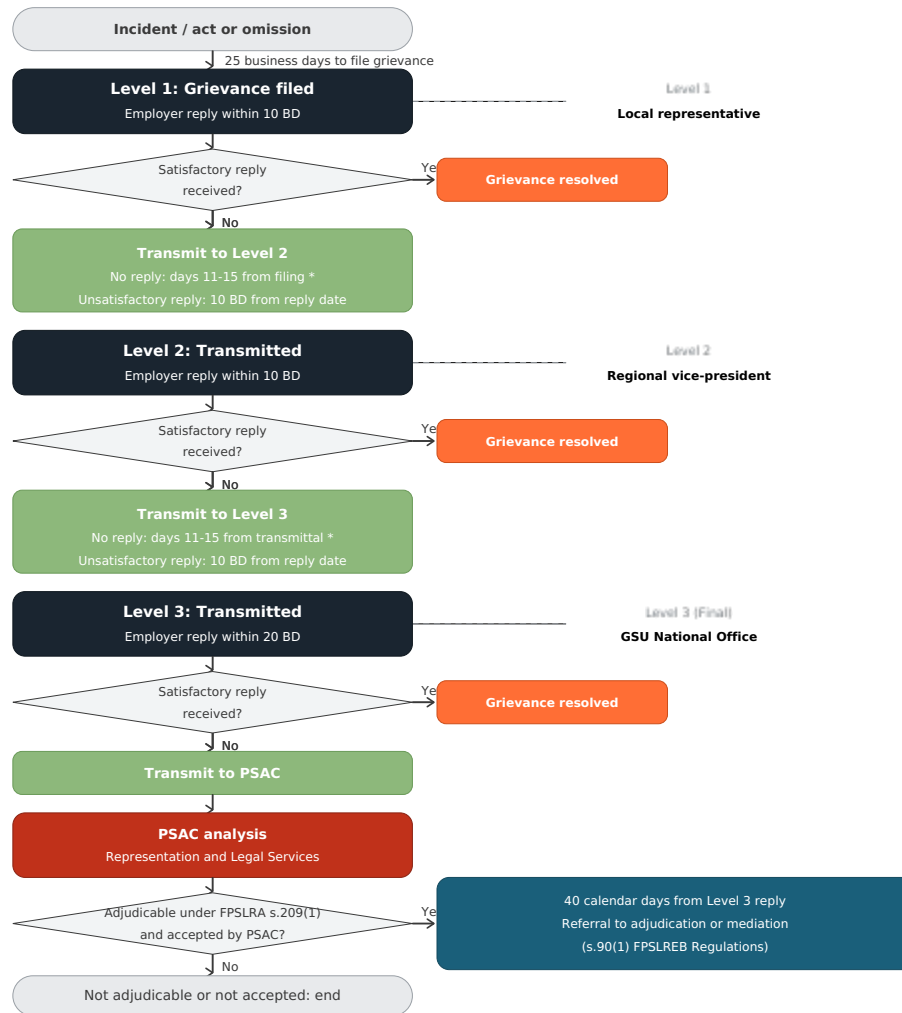 Incident / act or omission
25 business days to file grievance
Level 1: Grievance filed
Employer reply within 10 BD
Level 1
Local representative
Satisfactory reply
received?
Ye
Grievance resolved
No
Transmit to Level 2
No reply: days 11-15 from filing *
Unsatisfactory reply: 10 BD from reply date
Level 2: Transmitted
Employer reply within 10 BD
Level 2
Regional vice-president
Satisfactory reply
received?
Ye
Grievance resolved
No
Transmit to Level 3
No reply: days 11-15 from transmittal *
Unsatisfactory reply: 10 BD from reply date
Level 3: Transmitted
Employer reply within 20 BD
Level 3 (Final)
GSU National Office
Satisfactory reply
received?
Ye
Grievance resolved
No
Transmit to PSAC
PSAC analysis
Representation and Legal Services
Adjudicable under FPSLRA s.209(1)
and accepted by PSAC?
Ye
40 calendar days from Level 3 reply
Referral to adjudication or mediation
(s.90(1) FPSLREB Regulations)
No
Not adjudicable or not accepted: end